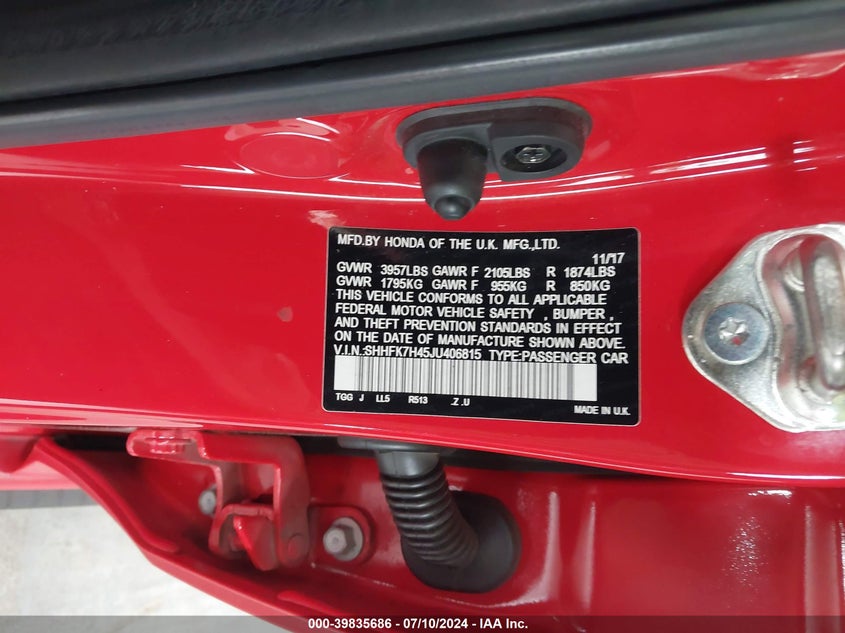 MFD.BY HONDA OF THE U.K. MFG.,LTD.
11/17
GVWR 3957LBS GAWR F 2105LBS R 1874LBS
GVWR 1795KG GAWR F 955KG R 850KG
THIS VEHICLE CONFORMS TO ALL APPLICABLE
FEDERAL MOTOR VEHICLE SAFETY , BUMPER ,
AND THEFT PREVENTION STANDARDS IN EFFECT
ON THE DATE OF MANUFACTURE SHOWN ABOVE.
V.I.N.:SHHFK7H45JU406815 TYPE:PASSENGER CAR
TGG J LL5 R513 .Z .U
MADE IN U.K.
000-39835686 - 07/10/2024 - IAA Inc.